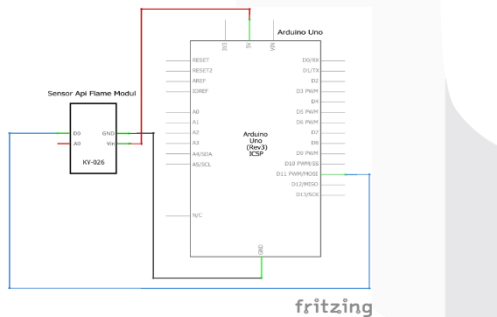 Arduino Uno
3V3
5V
VIN
RESET
RESET2
AREF
IOREF
A0
A1
A2
A3
A4/SDA
A5/SCL
N/C
Arduino
Uno
(Rev3)
ICSP
D0/RX
D1/TX
D2
D3 PWM
D4
D5 PWM
D6 PWM
D7
D8
D9 PWM
D10 PWM/SS
D11 PWM/MOSI
D12/MISO
D13/SCK
GND
Sensor Api Flame Modul
D0
A0
GND
Vin
KY-026
fritzing